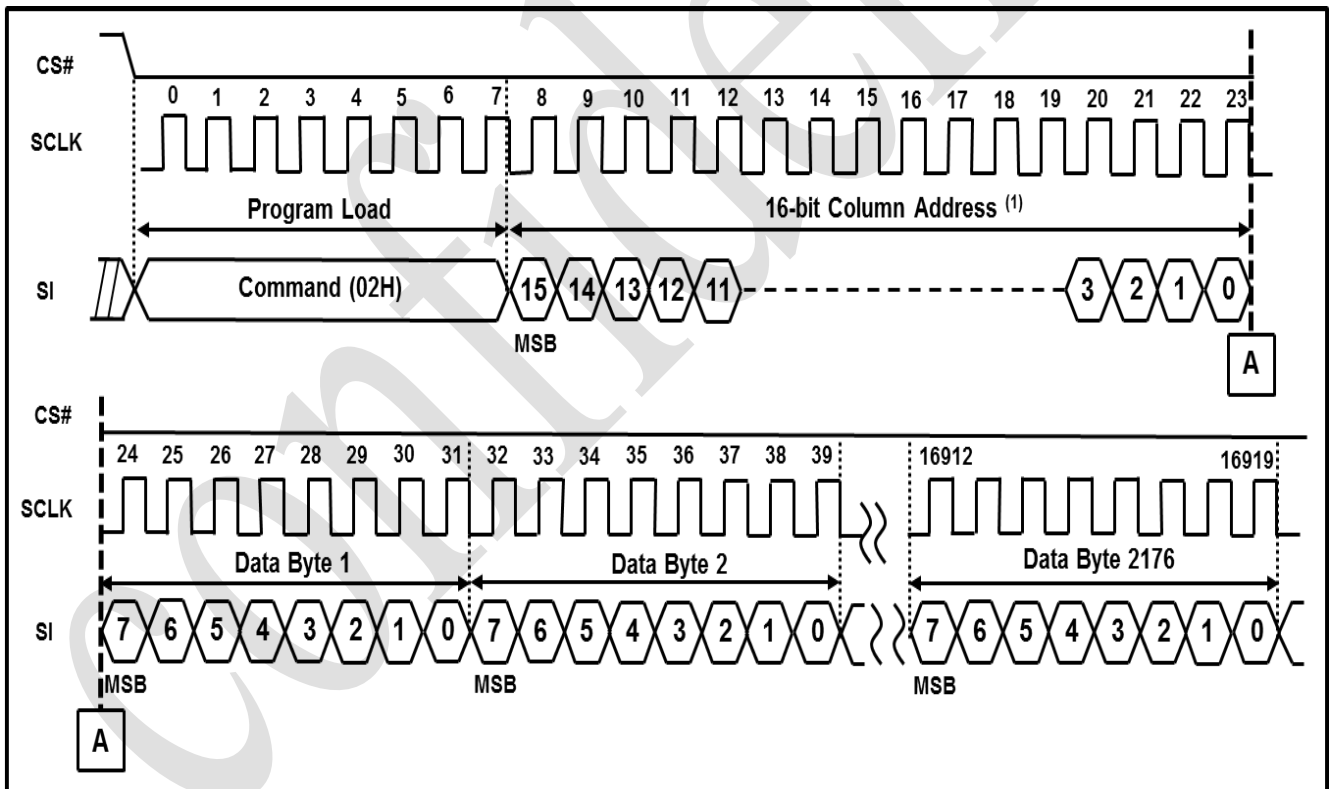 CS#
0 1 2 3 4 5 6 7 8 9 10 11 12 13 14 15 16 17 18 19 20 21 22 23
SCLK
Program Load 16-bit Column Address (1)
SI Command (02H) 15 14 13 12 11 3 2 1 0
MSB
A
CS#
24 25 26 27 28 29 30 31 32 33 34 35 36 37 38 39 16912 16919
SCLK
Data Byte 1 Data Byte 2 Data Byte 2176
SI 7 6 5 4 3 2 1 0 7 6 5 4 3 2 1 0 7 6 5 4 3 2 1 0
MSB MSB MSB
A